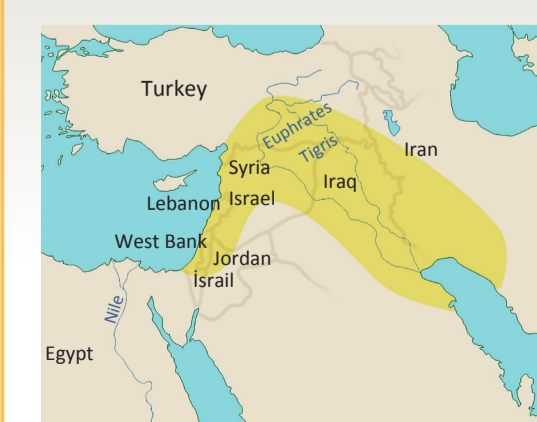 Turkey
Euphrates
Tigris
Iran
Syria
Iraq
Lebanon
Israel
West Bank
Jordan
İsrail
Nile
Egypt